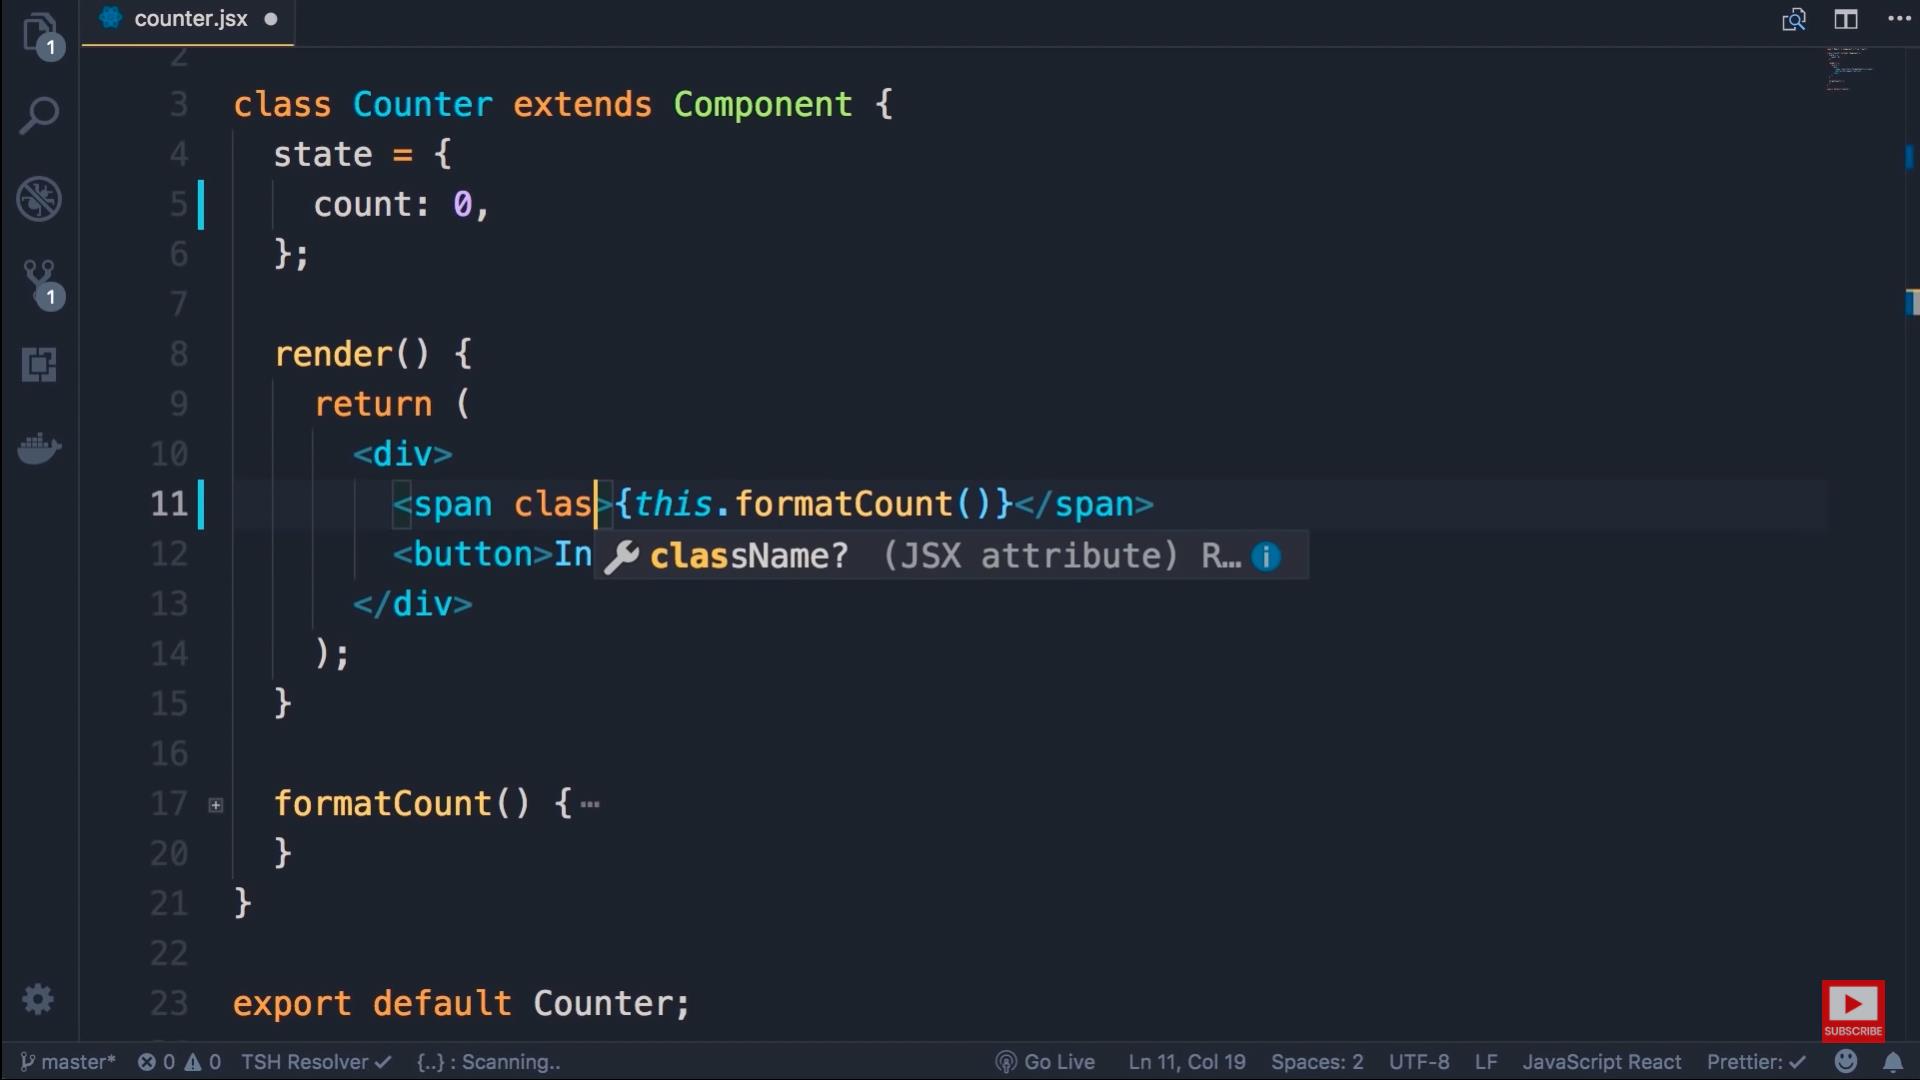 counter.jsx
1
2
3 class Counter extends Component {
4 state = {
5 count: 0,
6 };
7
1
8 render() {
9 return (
10 <div>
11 <span clas>{this.formatCount()}</span>
12 <button>In
className? (JSX attribute) R…
13 </div>
14 );
15 }
16
17 formatCount() {…
20 }
21 }
22
23 export default Counter;
SUBSCRIBE
master* 0 0 TSH Resolver ✓ {..} : Scanning.. Go Live Ln 11, Col 19 Spaces: 2 UTF-8 LF JavaScript React Prettier: ✓